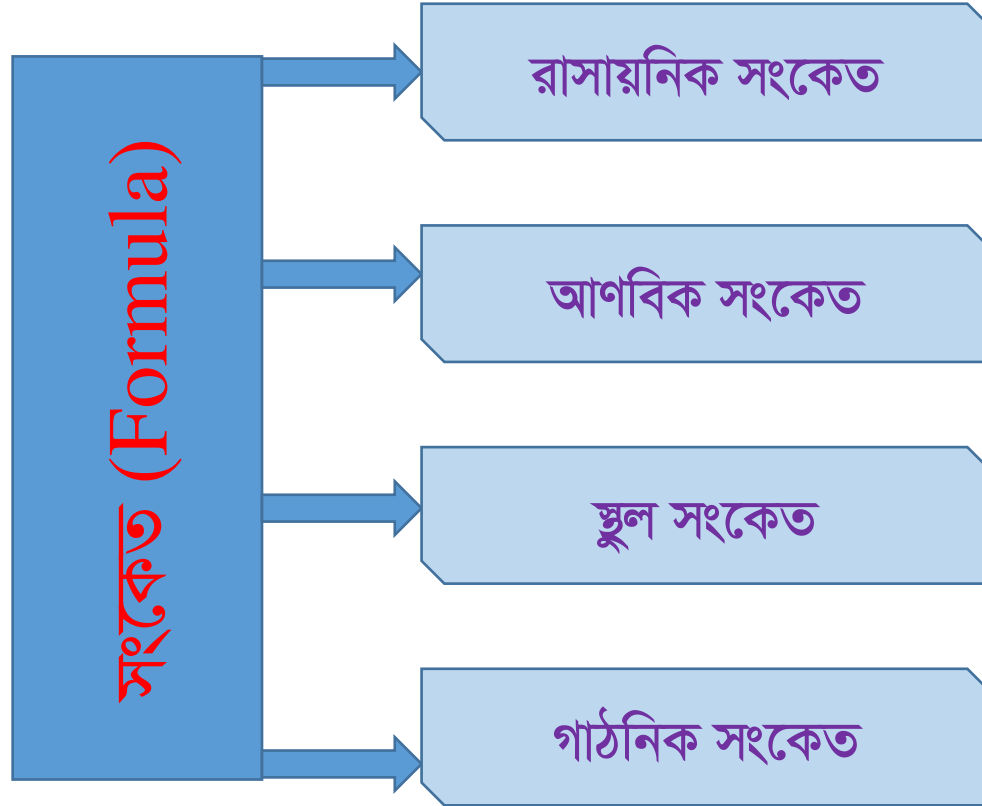 সংকেত (Formula)
রাসায়নিক সংকেত
আণবিক সংকেত
স্থুল সংকেত
গাঠনিক সংকেত